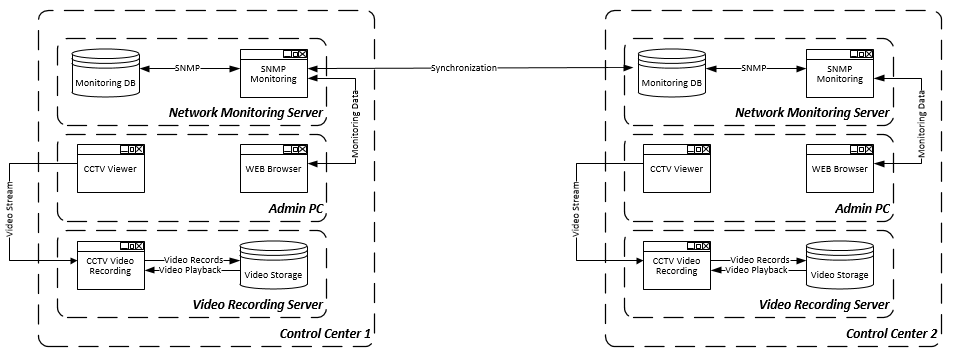 Monitoring DB
SNMP
SNMP
Monitoring
Network Monitoring Server
Monitoring Data
CCTV Viewer
WEB Browser
Admin PC
Video Stream
CCTV Video
Recording
Video Records
Video Playback
Video Storage
Video Recording Server
Control Center 1
Synchronization
Monitoring DB
SNMP
SNMP
Monitoring
Network Monitoring Server
Monitoring Data
CCTV Viewer
WEB Browser
Admin PC
Video Stream
CCTV Video
Recording
Video Records
Video Playback
Video Storage
Video Recording Server
Control Center 2